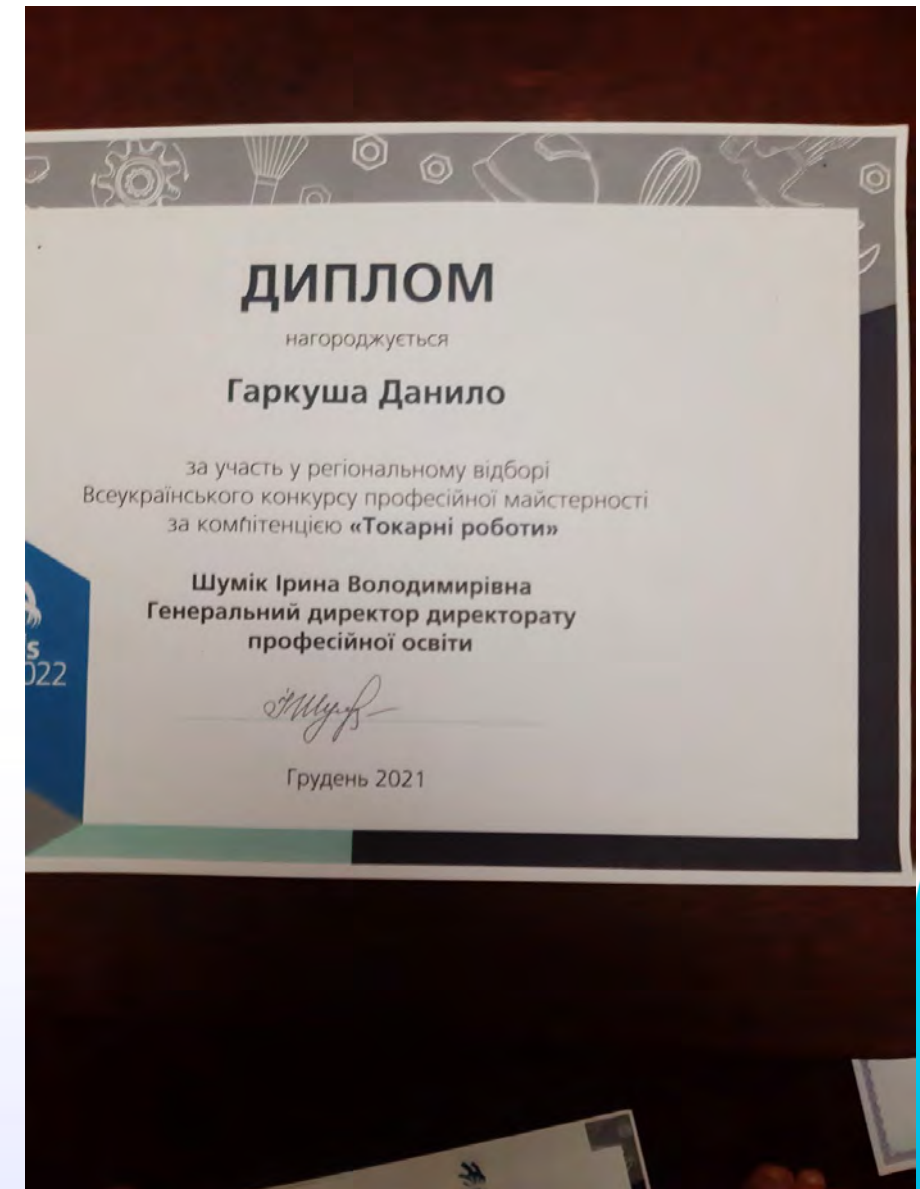 ДИПЛОМ
нагороджується
Гаркуша Данило
за участь у регіональному відборі
Всеукраїнського конкурсу професійної майстерності
за компітенцією «Токарні роботи»
Шумік Ірина Володимирівна
Генеральний директор директорату
професійної освіти
Грудень 2021